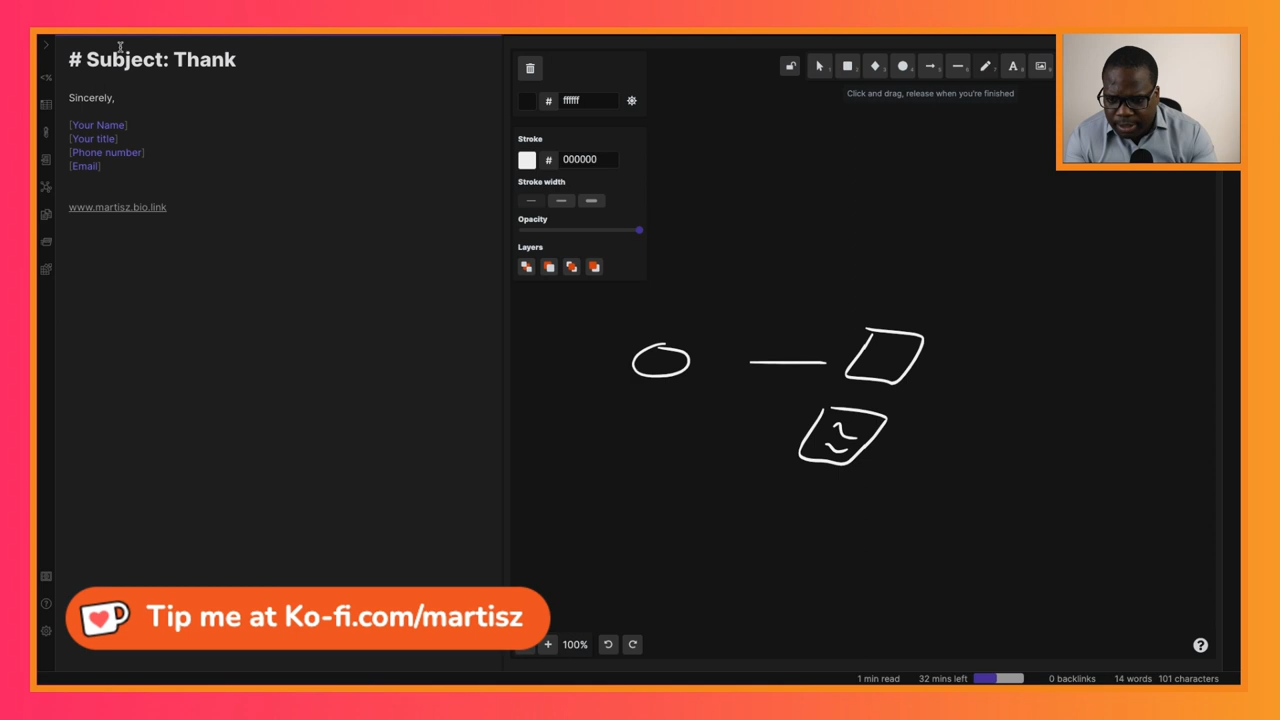 # Subject: Thank
Sincerely,
[Your Name]
[Your title]
[Phone number]
[Email]
www.martisz.bio.link
# ffffff
Click and drag, release when you're finished
Stroke
# 000000
Stroke width
Opacity
Layers
Tip me at Ko-fi.com/martisz
100%
1 min read 32 mins left 0 backlinks 14 words 101 characters